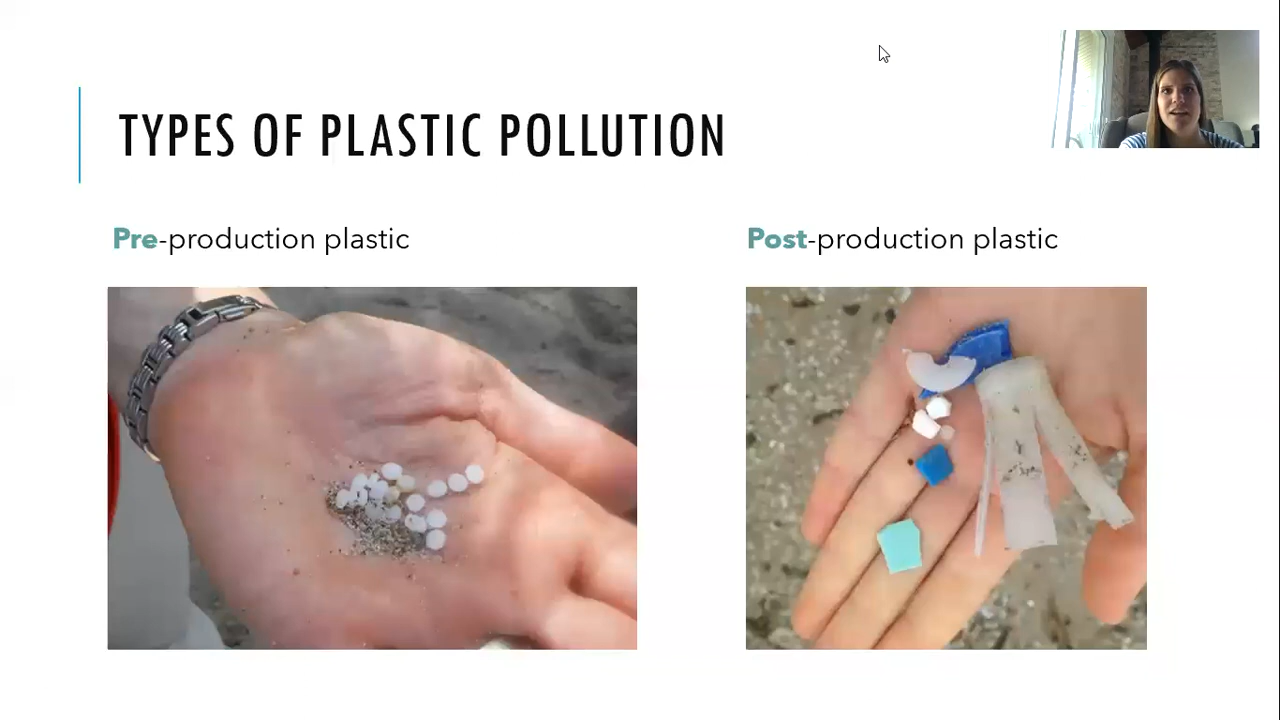 TYPES OF PLASTIC POLLUTION
Pre-production plastic
Post-production plastic